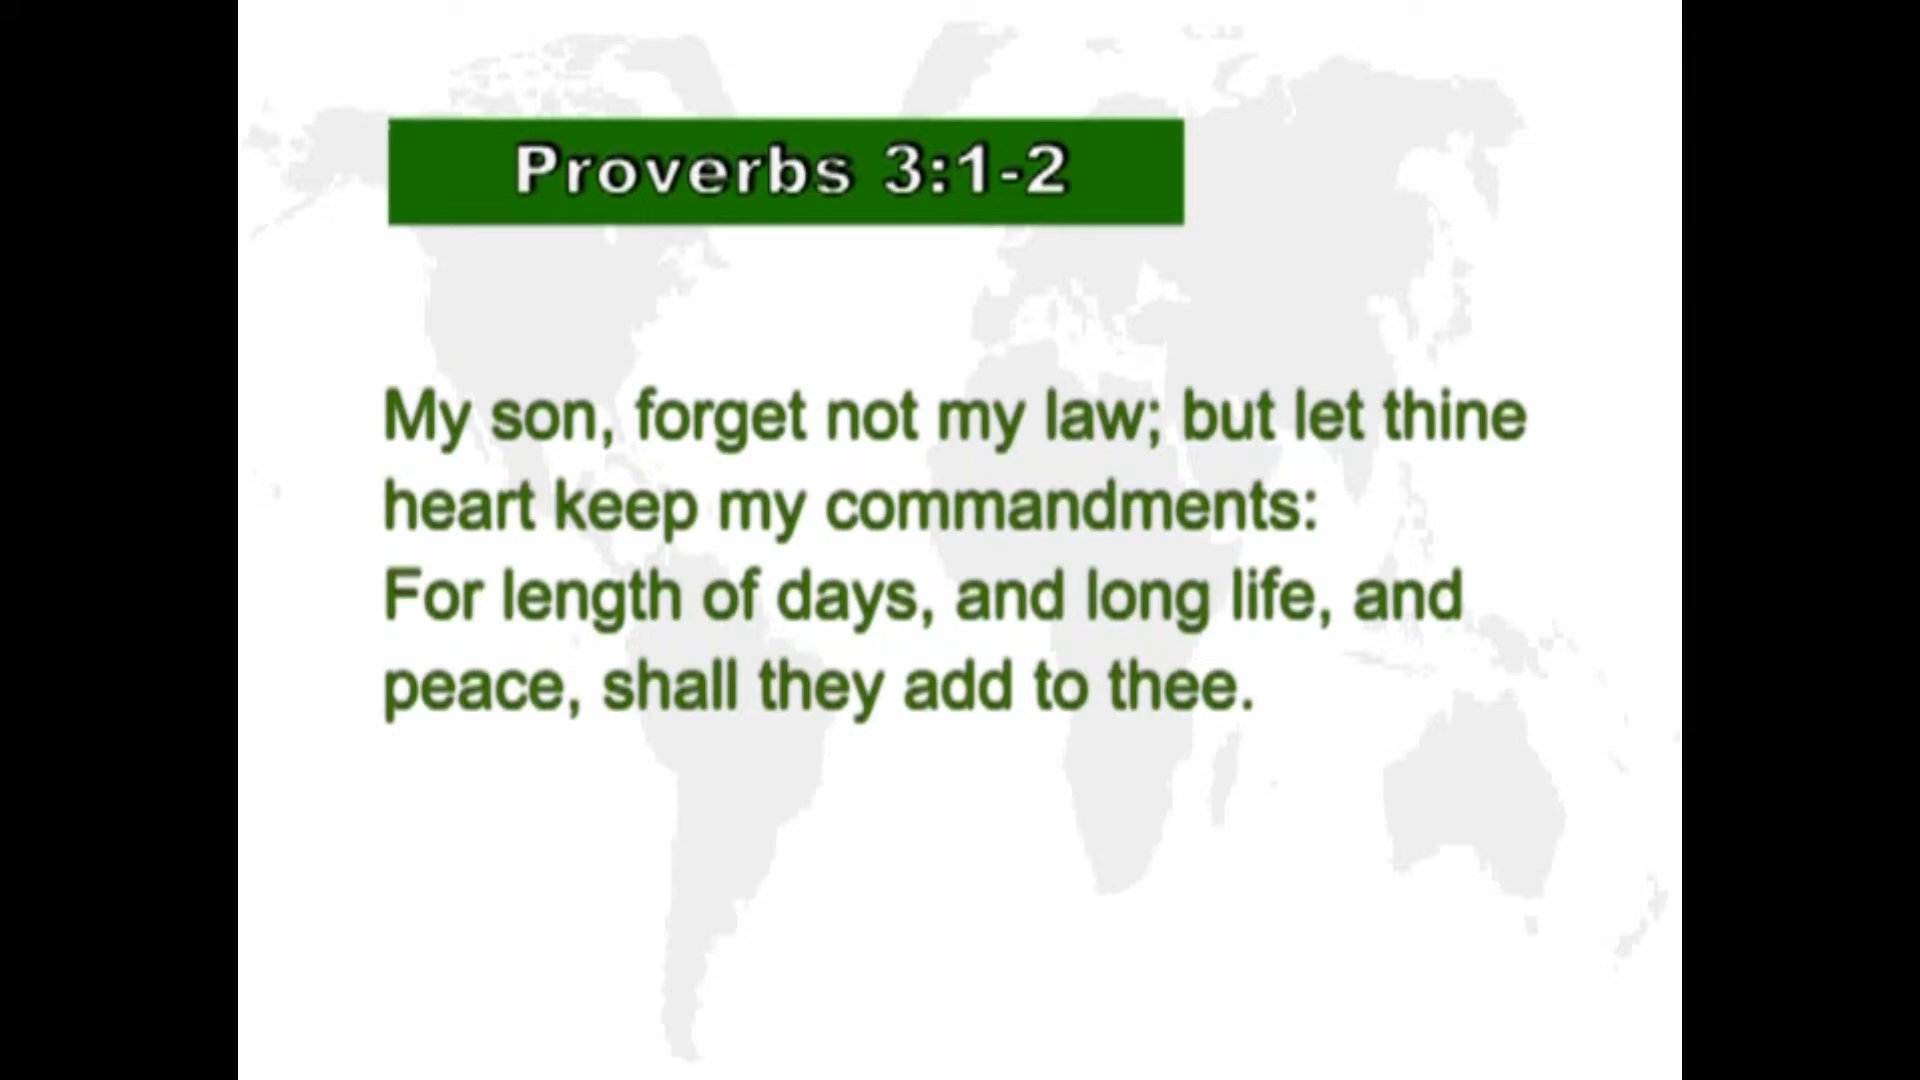 Proverbs 3:1-2
My son, forget not my law; but let thine
heart keep my commandments:
For length of days, and long life, and
peace, shall they add to thee.